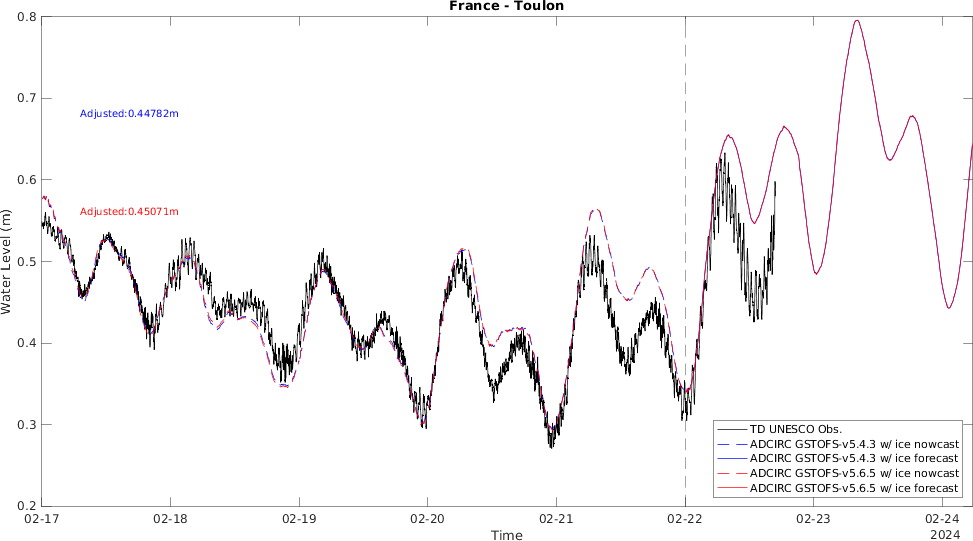 France - Toulon
Water Level (m)
0.8
0.7
0.6
0.5
0.4
0.3
0.2
Adjusted:0.44782m
Adjusted:0.45071m
TD UNESCO Obs.
ADCIRC GSTOFS-v5.4.3 w/ ice nowcast
ADCIRC GSTOFS-v5.4.3 w/ ice forecast
ADCIRC GSTOFS-v5.6.5 w/ ice nowcast
ADCIRC GSTOFS-v5.6.5 w/ ice forecast
02-17 02-18 02-19 02-20 02-21 02-22 02-23 02-24
Time
2024